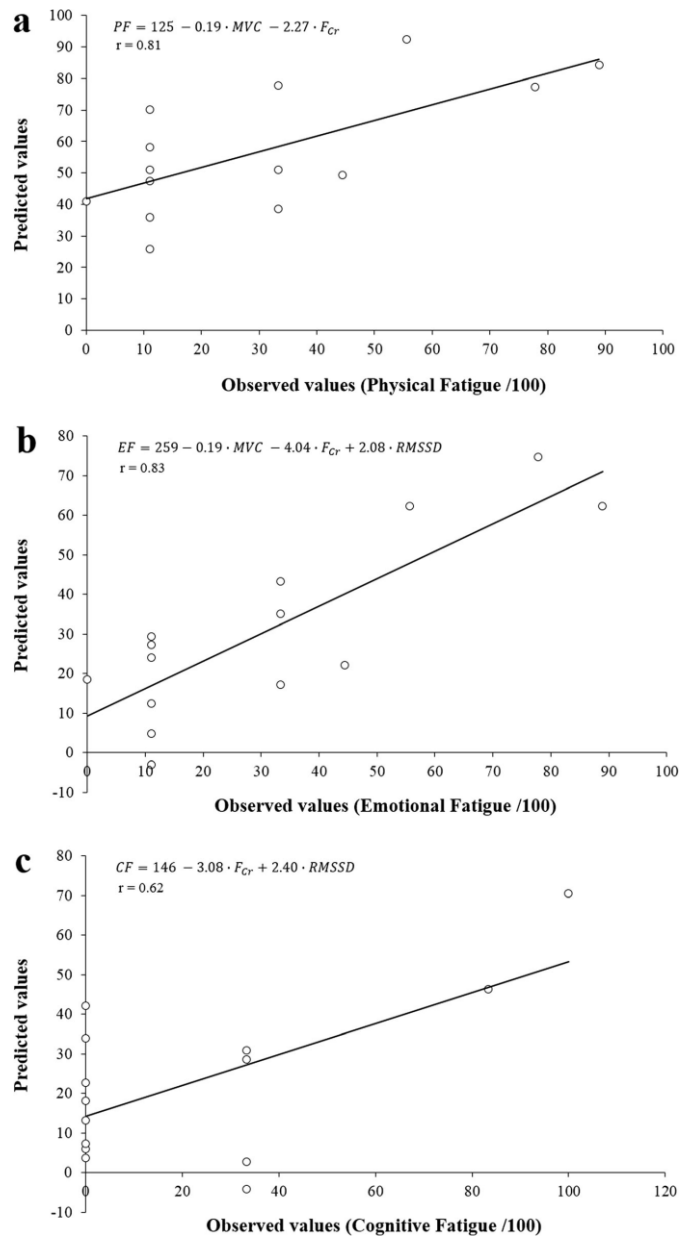 a
PF = 125 − 0.19 · MVC − 2.27 · F_Cr
r = 0.81
100
90
80
70
60
50
40
30
20
10
0
Predicted values
0 10 20 30 40 50 60 70 80 90 100
Observed values (Physical Fatigue /100)
b
EF = 259 − 0.19 · MVC − 4.04 · F_Cr + 2.08 · RMSSD
r = 0.83
80
70
60
50
40
30
20
10
0
-10
Predicted values
0 10 20 30 40 50 60 70 80 90 100
Observed values (Emotional Fatigue /100)
c
CF = 146 − 3.08 · F_Cr + 2.40 · RMSSD
r = 0.62
80
70
60
50
40
30
20
10
0
-10
Predicted values
0 20 40 60 80 100 120
Observed values (Cognitive Fatigue /100)